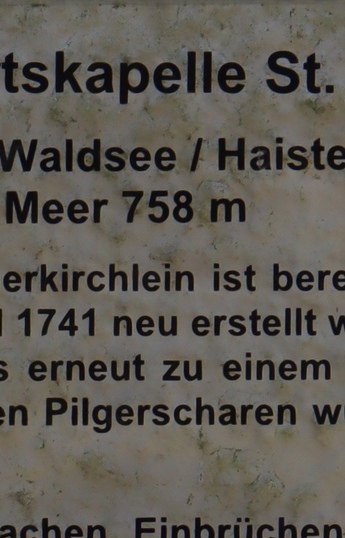 tskapelle St.
Waldsee / Haiste
Meer 758 m
erkirchlein ist bere
1741 neu erstellt w
s erneut zu einem
en Pilgerscharen wu
achen, Einbrüchen